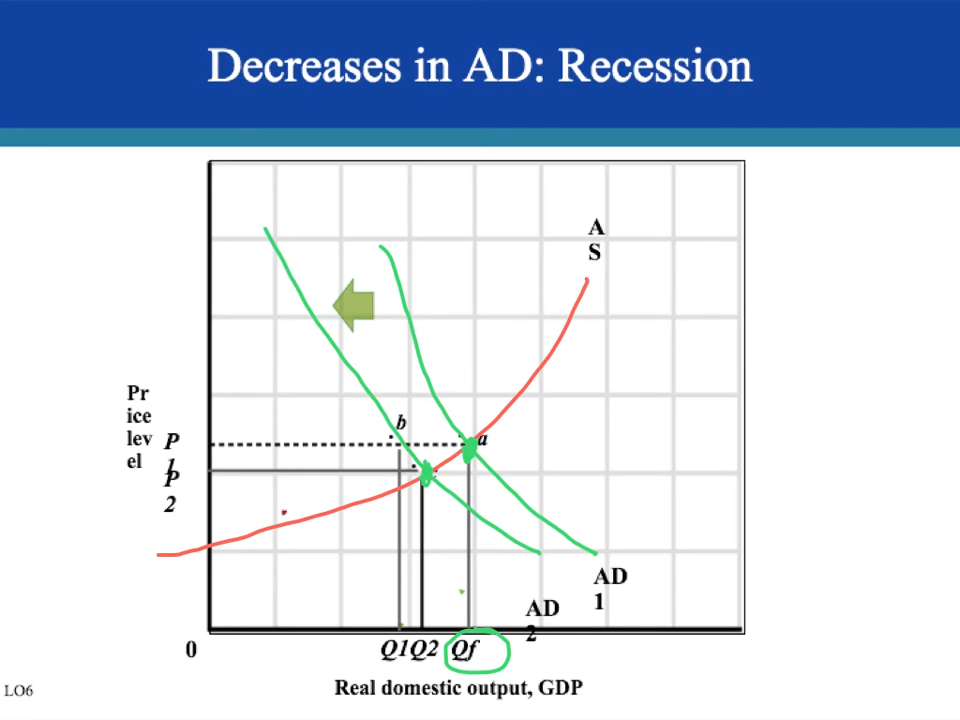 Decreases in AD: Recession
A
S
Pr
ice
lev
el
P
1
P
2
b
a
AD
1
AD
2
0
Q1Q2 Qf
Real domestic output, GDP
LO6